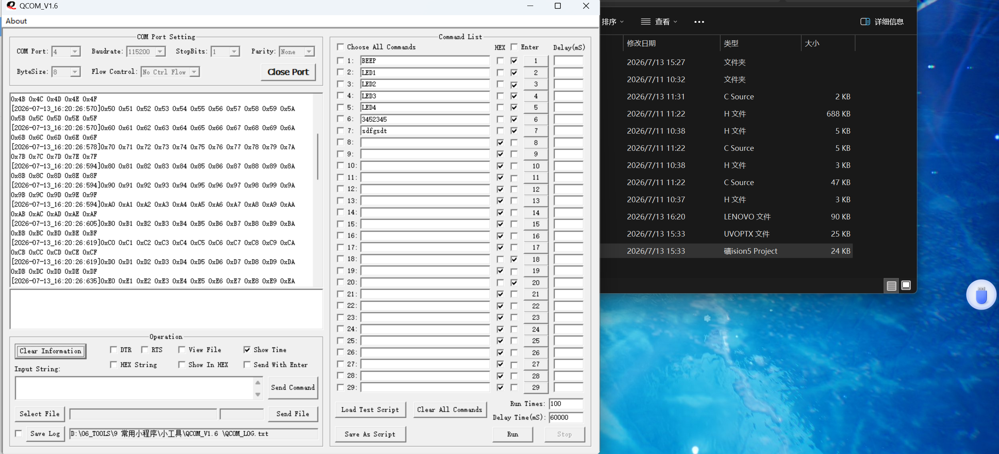 QCOM_V1.6
About
COM Port Setting
COM Port: 4 Baudrate: 115200 StopBits: 1 Parity: None
ByteSize: 8 Flow Control: No Ctrl Flow Close Port
0x4B 0x4C 0x4D 0x4E 0x4F
[2026-07-13_16:20:26:570]0x50 0x51 0x52 0x53 0x54 0x55 0x56 0x57 0x58 0x59 0x5A
0x5B 0x5C 0x5D 0x5E 0x5F
[2026-07-13_16:20:26:570]0x60 0x61 0x62 0x63 0x64 0x65 0x66 0x67 0x68 0x69 0x6A
0x6B 0x6C 0x6D 0x6E 0x6F
[2026-07-13_16:20:26:578]0x70 0x71 0x72 0x73 0x74 0x75 0x76 0x77 0x78 0x79 0x7A
0x7B 0x7C 0x7D 0x7E 0x7F
[2026-07-13_16:20:26:594]0x80 0x81 0x82 0x83 0x84 0x85 0x86 0x87 0x88 0x89 0x8A
0x8B 0x8C 0x8D 0x8E 0x8F
[2026-07-13_16:20:26:594]0x90 0x91 0x92 0x93 0x94 0x95 0x96 0x97 0x98 0x99 0x9A
0x9B 0x9C 0x9D 0x9E 0x9F
[2026-07-13_16:20:26:594]0xA0 0xA1 0xA2 0xA3 0xA4 0xA5 0xA6 0xA7 0xA8 0xA9 0xAA
0xAB 0xAC 0xAD 0xAE 0xAF
[2026-07-13_16:20:26:605]0xB0 0xB1 0xB2 0xB3 0xB4 0xB5 0xB6 0xB7 0xB8 0xB9 0xBA
0xBB 0xBC 0xBD 0xBE 0xBF
[2026-07-13_16:20:26:619]0xC0 0xC1 0xC2 0xC3 0xC4 0xC5 0xC6 0xC7 0xC8 0xC9 0xCA
0xCB 0xCC 0xCD 0xCE 0xCF
[2026-07-13_16:20:26:619]0xD0 0xD1 0xD2 0xD3 0xD4 0xD5 0xD6 0xD7 0xD8 0xD9 0xDA
0xDB 0xDC 0xDD 0xDE 0xDF
[2026-07-13_16:20:26:635]0xE0 0xE1 0xE2 0xE3 0xE4 0xE5 0xE6 0xE7 0xE8 0xE9 0xEA
Operation
Clear Information DTR RTS View File Show Time
HEX String Show In HEX Send With Enter
Input String:
Send Command
Select File Send File
Save Log D:\06_TOOLS\9 常用小程序\小工具\QCOM_V1.6 \QCOM_LOG.txt
Command List
Choose All Commands HEX Enter Delay(mS)
1: BEEP 1
2: LED1 2
3: LED2 3
4: LED3 4
5: LED4 5
6: 3452345 6
7: sdfgsdt 7
8: 8
9: 9
10: 10
11: 11
12: 12
13: 13
14: 14
15: 15
16: 16
17: 17
18: 18
19: 19
20: 20
21: 21
22: 22
23: 23
24: 24
25: 25
26: 26
27: 27
28: 28
29: 29
Load Test Script Clear All Commands Run Times: 100
Delay Time(mS): 60000
Save As Script Run Stop
排序 查看 详细信息
修改日期 类型 大小
2026/7/13 15:27 文件夹
2026/7/11 10:32 文件夹
2026/7/13 11:31 C Source 2 KB
2026/7/11 11:22 H 文件 688 KB
2026/7/11 10:38 H 文件 5 KB
2026/7/11 11:22 C Source 5 KB
2026/7/11 10:38 H 文件 3 KB
2026/7/11 11:22 C Source 47 KB
2026/7/11 10:37 H 文件 3 KB
2026/7/13 16:20 LENOVO 文件 90 KB
2026/7/13 15:33 UVOPTX 文件 25 KB
2026/7/13 15:33 礦ision5 Project 24 KB